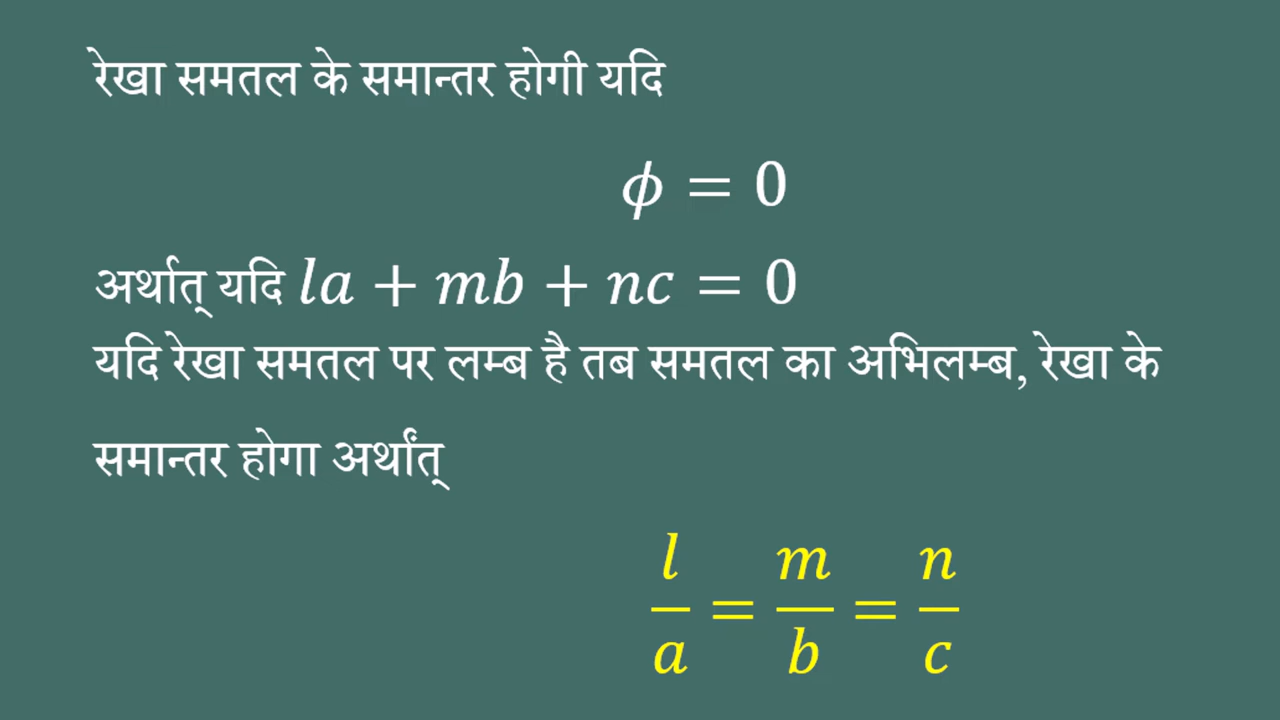 रेखा समतल के समान्तर होगी यदि
ϕ = 0
अर्थात् यदि la + mb + nc = 0
यदि रेखा समतल पर लम्ब है तब समतल का अभिलम्ब, रेखा के
समान्तर होगा अर्थांत्
l/a = m/b = n/c